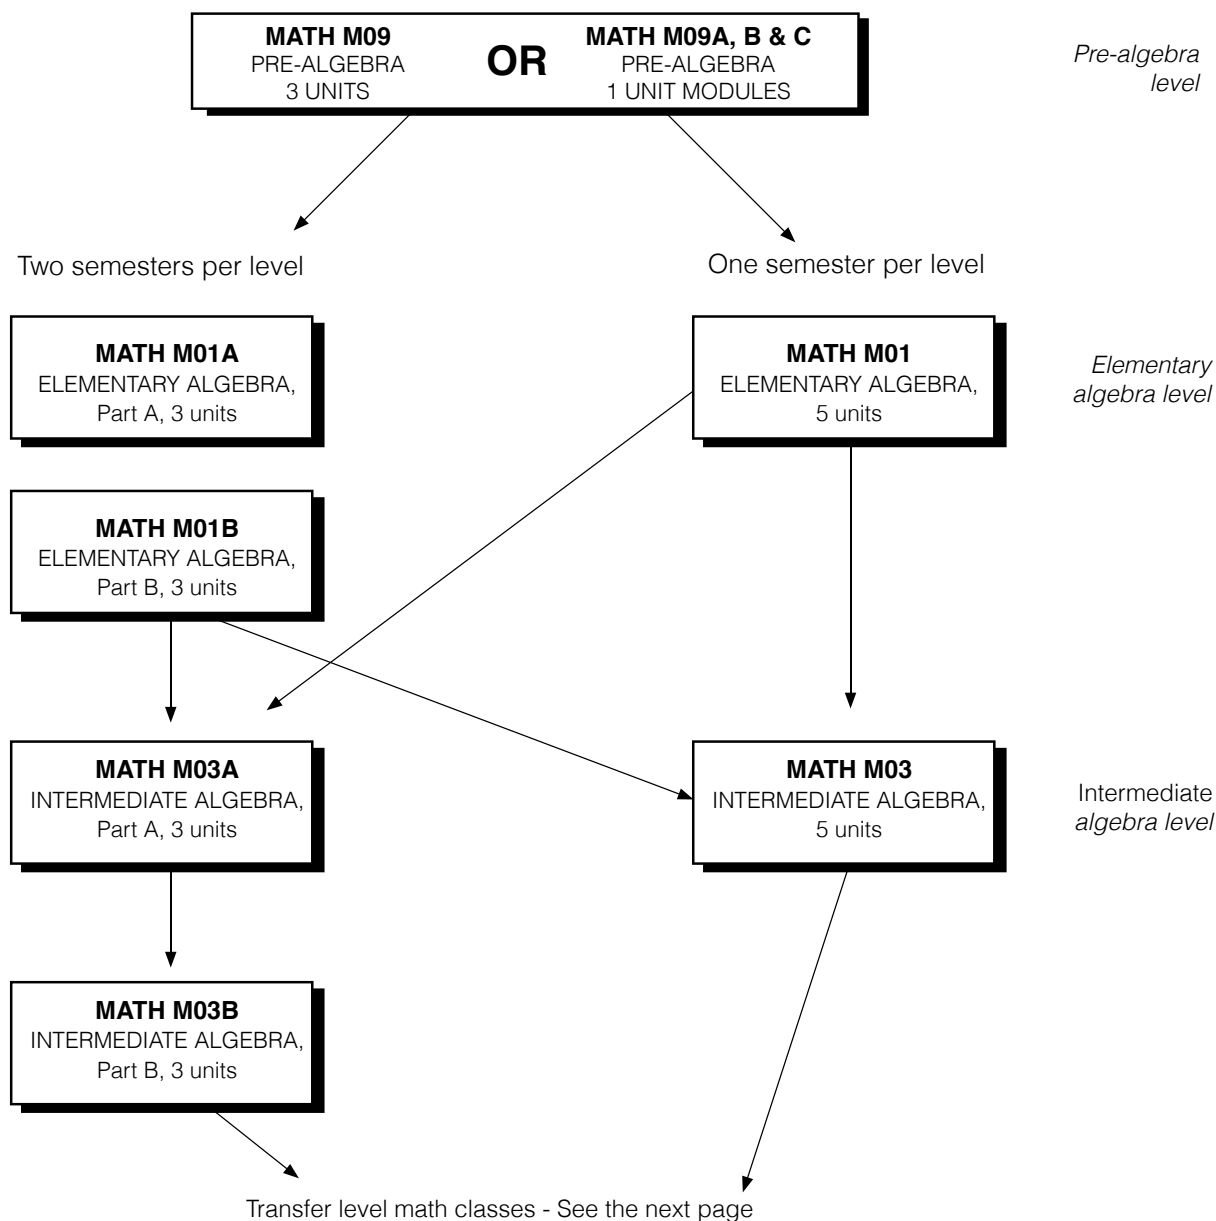 MATH M09
PRE-ALGEBRA
3 UNITS
OR
MATH M09A, B & C
PRE-ALGEBRA
1 UNIT MODULES
Pre-algebra
level
Two semesters per level
One semester per level
MATH M01A
ELEMENTARY ALGEBRA,
Part A, 3 units
MATH M01
ELEMENTARY ALGEBRA,
5 units
Elementary
algebra level
MATH M01B
ELEMENTARY ALGEBRA,
Part B, 3 units
MATH M03A
INTERMEDIATE ALGEBRA,
Part A, 3 units
MATH M03
INTERMEDIATE ALGEBRA,
5 units
Intermediate
algebra level
MATH M03B
INTERMEDIATE ALGEBRA,
Part B, 3 units
Transfer level math classes - See the next page